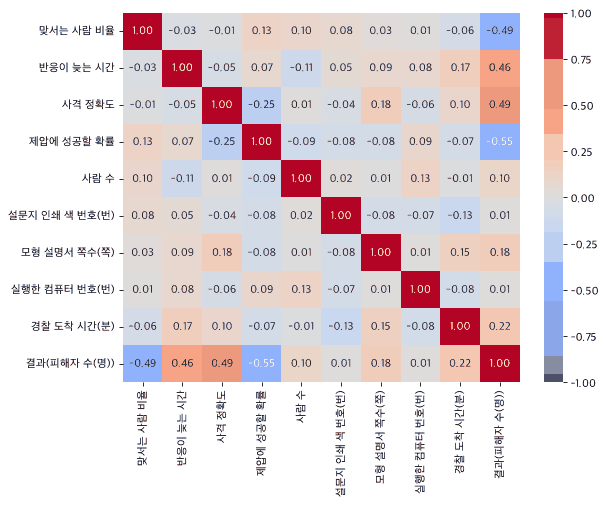 맞서는 사람 비율 1.00 -0.03 -0.01 0.13 0.10 0.08 0.03 0.01 -0.06 -0.49
반응이 늦는 시간 -0.03 1.00 -0.05 0.07 -0.11 0.05 0.09 0.08 0.17 0.46
사격 정확도 -0.01 -0.05 1.00 -0.25 0.01 -0.04 0.18 -0.06 0.10 0.49
제압에 성공할 확률 0.13 0.07 -0.25 1.00 -0.09 -0.08 -0.08 0.09 -0.07 -0.55
사람 수 0.10 -0.11 0.01 -0.09 1.00 0.02 0.01 0.13 -0.01 0.10
설문지 인쇄 색 번호(번) 0.08 0.05 -0.04 -0.08 0.02 1.00 -0.08 -0.07 -0.13 0.01
모형 설명서 쪽수(쪽) 0.03 0.09 0.18 -0.08 0.01 -0.08 1.00 0.01 0.15 0.18
실행한 컴퓨터 번호(번) 0.01 0.08 -0.06 0.09 0.13 -0.07 0.01 1.00 -0.08 0.01
경찰 도착 시간(분) -0.06 0.17 0.10 -0.07 -0.01 -0.13 0.15 -0.08 1.00 0.22
결과(피해자 수(명)) -0.49 0.46 0.49 -0.55 0.10 0.01 0.18 0.01 0.22 1.00
맞서는 사람 비율
반응이 늦는 시간
사격 정확도
제압에 성공할 확률
사람 수
설문지 인쇄 색 번호(번)
모형 설명서 쪽수(쪽)
실행한 컴퓨터 번호(번)
경찰 도착 시간(분)
결과(피해자 수(명))
1.00
0.75
0.50
0.25
0.00
-0.25
-0.50
-0.75
-1.00